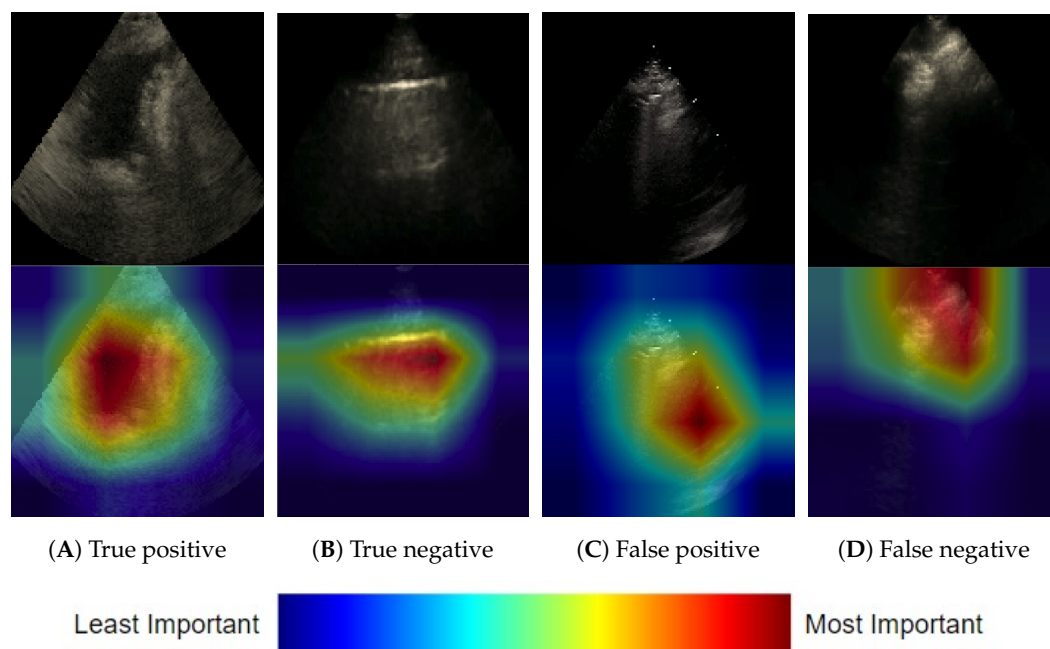 (A) True positive
(B) True negative
(C) False positive
(D) False negative
Least Important
Most Important